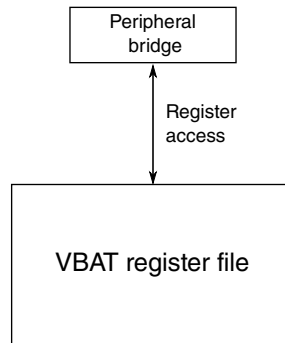 Peripheral
bridge
Register
access
VBAT register file